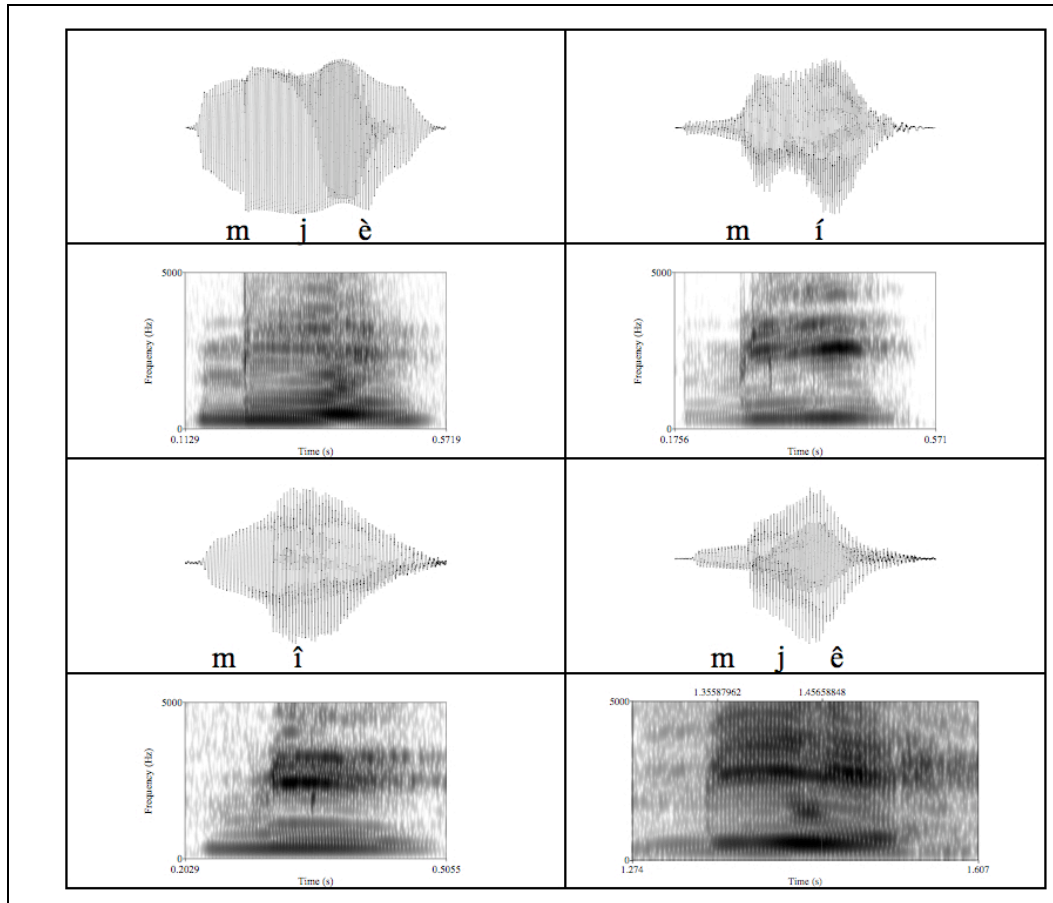 m j è
m í
5000
Frequency (Hz)
0
0.1129 0.5719
Time (s)
5000
Frequency (Hz)
0
0.1756 0.571
Time (s)
m î
m j ê
5000
Frequency (Hz)
0
0.2029 0.5055
Time (s)
1.35587962 1.45658848
5000
0
1.274 1.607
Time (s)